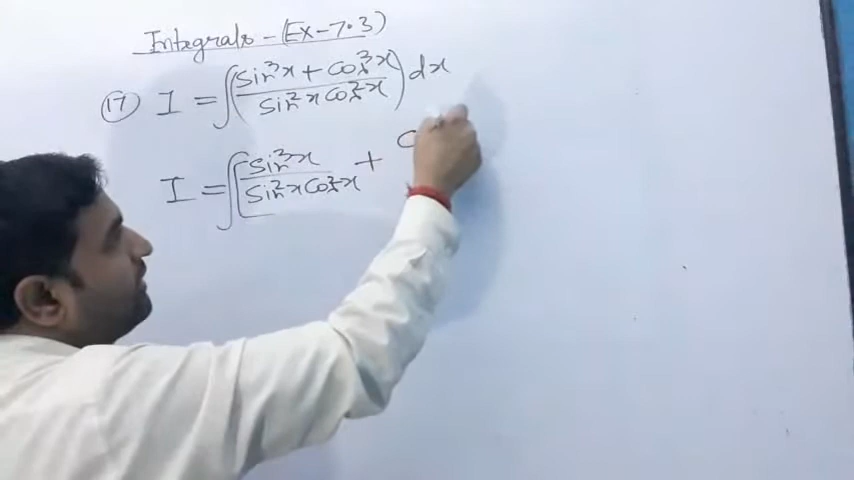 Integrals - (Ex-7.3)
(17) I = ∫(sin³x + cos³x / sin²x cos²x) dx
I = ∫[sin³x / sin²x cos²x + C